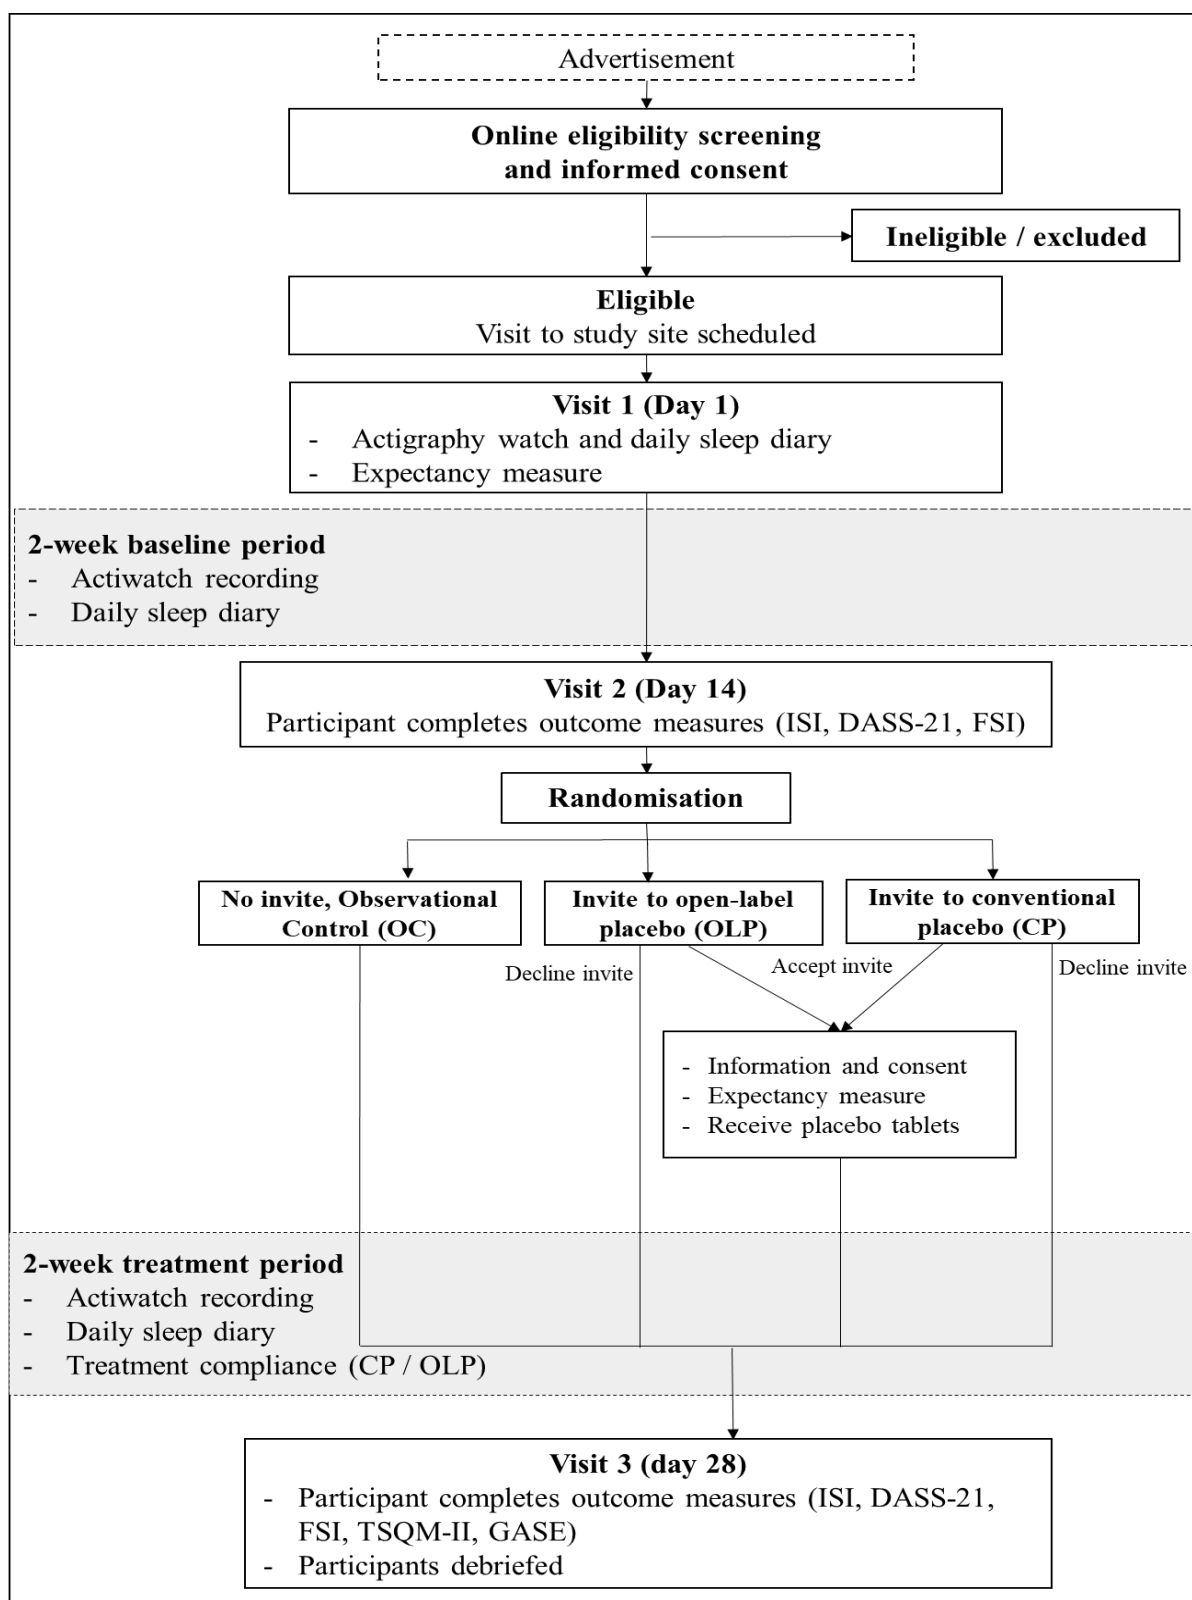 Advertisement
Online eligibility screening
and informed consent
Ineligible / excluded
Eligible
Visit to study site scheduled
Visit 1 (Day 1)
- Actigraphy watch and daily sleep diary
- Expectancy measure
2-week baseline period
- Actiwatch recording
- Daily sleep diary
Visit 2 (Day 14)
Participant completes outcome measures (ISI, DASS-21, FSI)
Randomisation
No invite, Observational
Control (OC)
Invite to open-label
placebo (OLP)
Invite to conventional
placebo (CP)
Decline invite
Accept invite
Decline invite
- Information and consent
- Expectancy measure
- Receive placebo tablets
2-week treatment period
- Actiwatch recording
- Daily sleep diary
- Treatment compliance (CP / OLP)
Visit 3 (day 28)
- Participant completes outcome measures (ISI, DASS-21,
FSI, TSQM-II, GASE)
- Participants debriefed